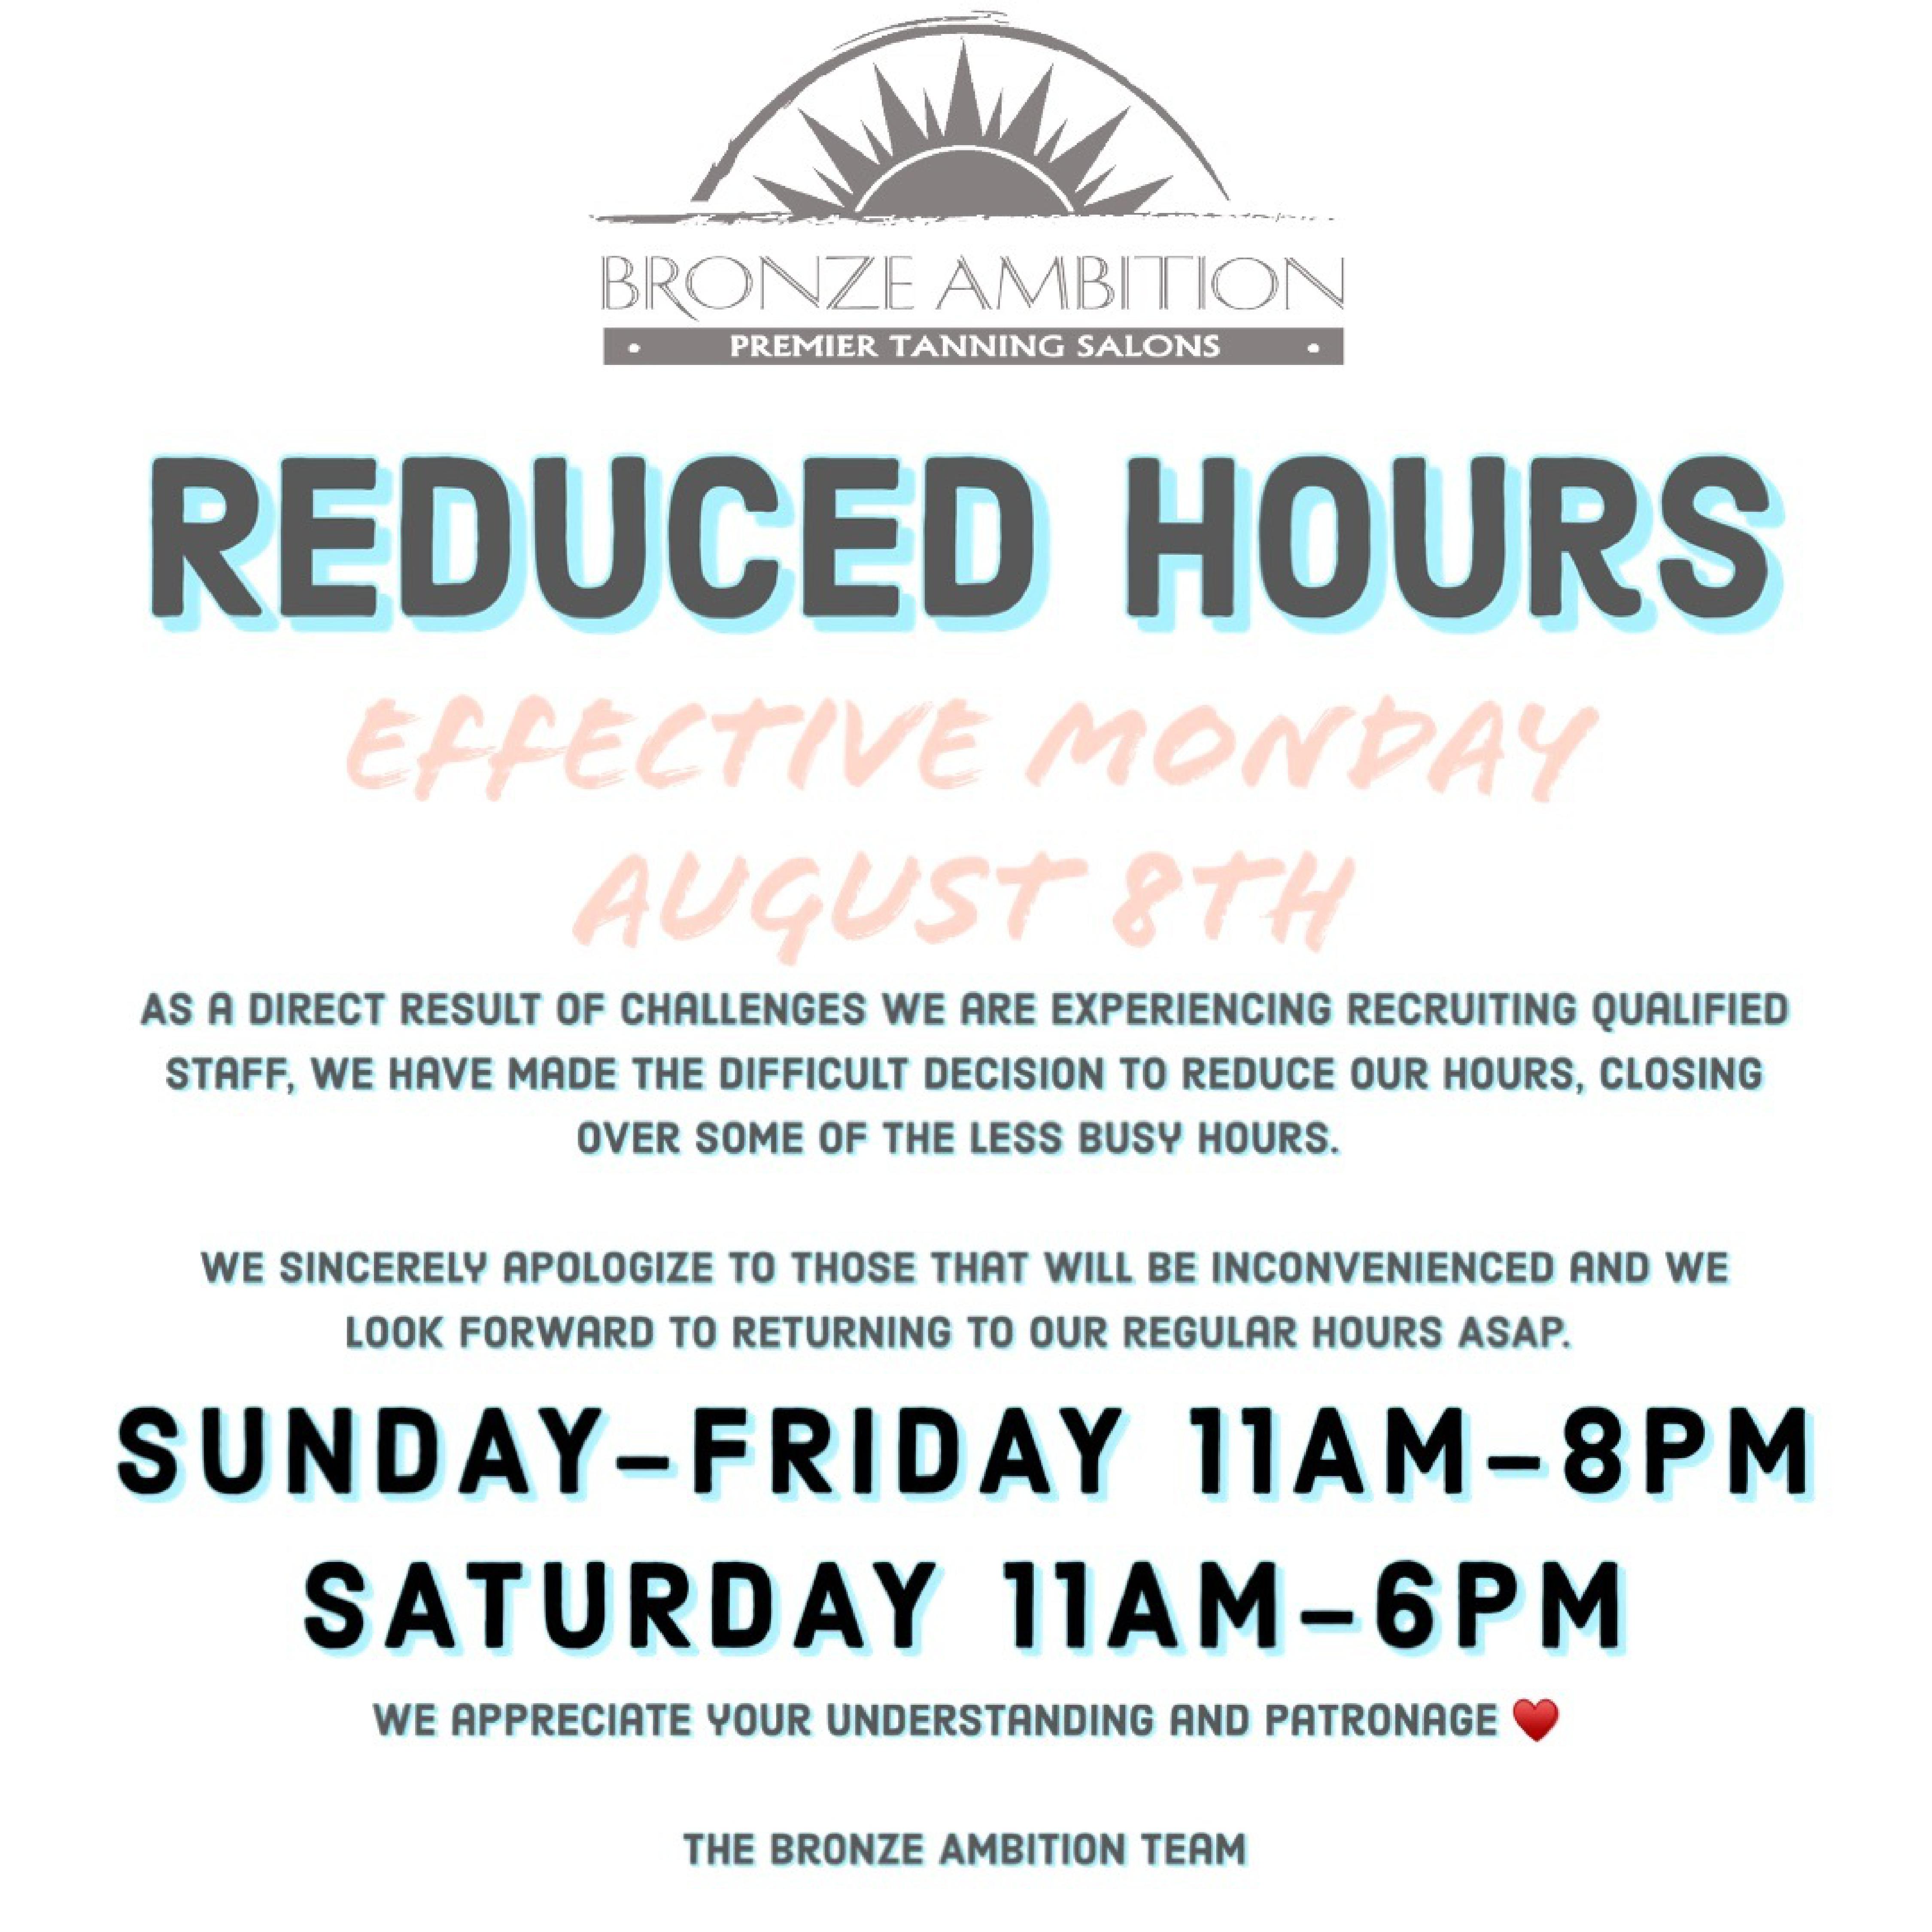 BRONZE AMBITION
• PREMIER TANNING SALONS •
REDUCED HOURS
EFFECTIVE MONDAY
AUGUST 8TH
AS A DIRECT RESULT OF CHALLENGES WE ARE EXPERIENCING RECRUITING QUALIFIED
STAFF, WE HAVE MADE THE DIFFICULT DECISION TO REDUCE OUR HOURS, CLOSING
OVER SOME OF THE LESS BUSY HOURS.
WE SINCERELY APOLOGIZE TO THOSE THAT WILL BE INCONVENIENCED AND WE
LOOK FORWARD TO RETURNING TO OUR REGULAR HOURS ASAP.
SUNDAY-FRIDAY 11AM-8PM
SATURDAY 11AM-6PM
WE APPRECIATE YOUR UNDERSTANDING AND PATRONAGE ♥
THE BRONZE AMBITION TEAM